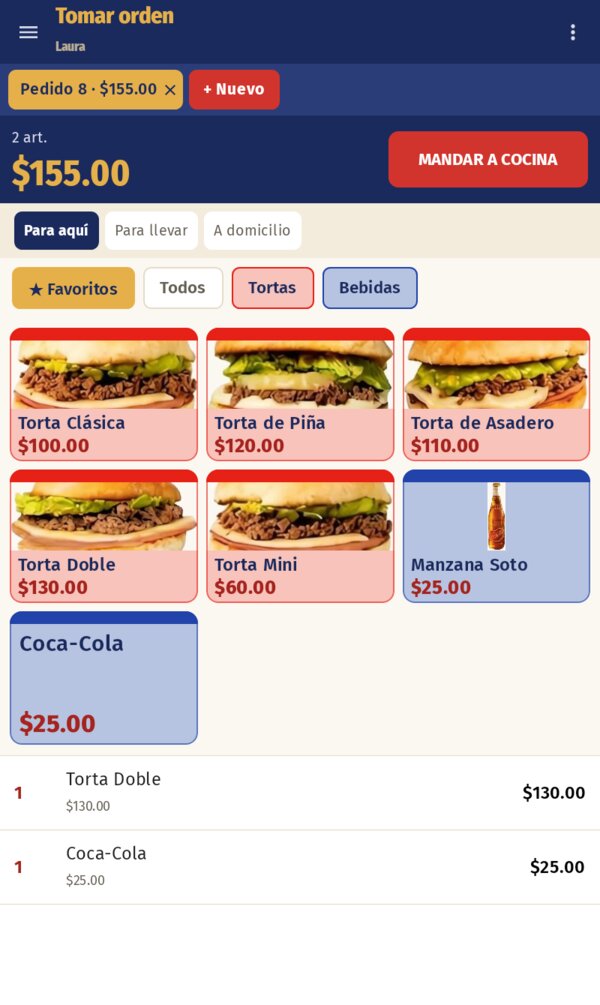 Tomar orden
Laura
Pedido 8 · $155.00 ×
+ Nuevo
2 art.
$155.00
MANDAR A COCINA
Para aquí
Para llevar
A domicilio
★ Favoritos
Todos
Tortas
Bebidas
Torta Clásica
$100.00
Torta de Piña
$120.00
Torta de Asadero
$110.00
Torta Doble
$130.00
Torta Mini
$60.00
Manzana Soto
$25.00
Coca-Cola
$25.00
1 Torta Doble $130.00
$130.00
1 Coca-Cola $25.00
$25.00